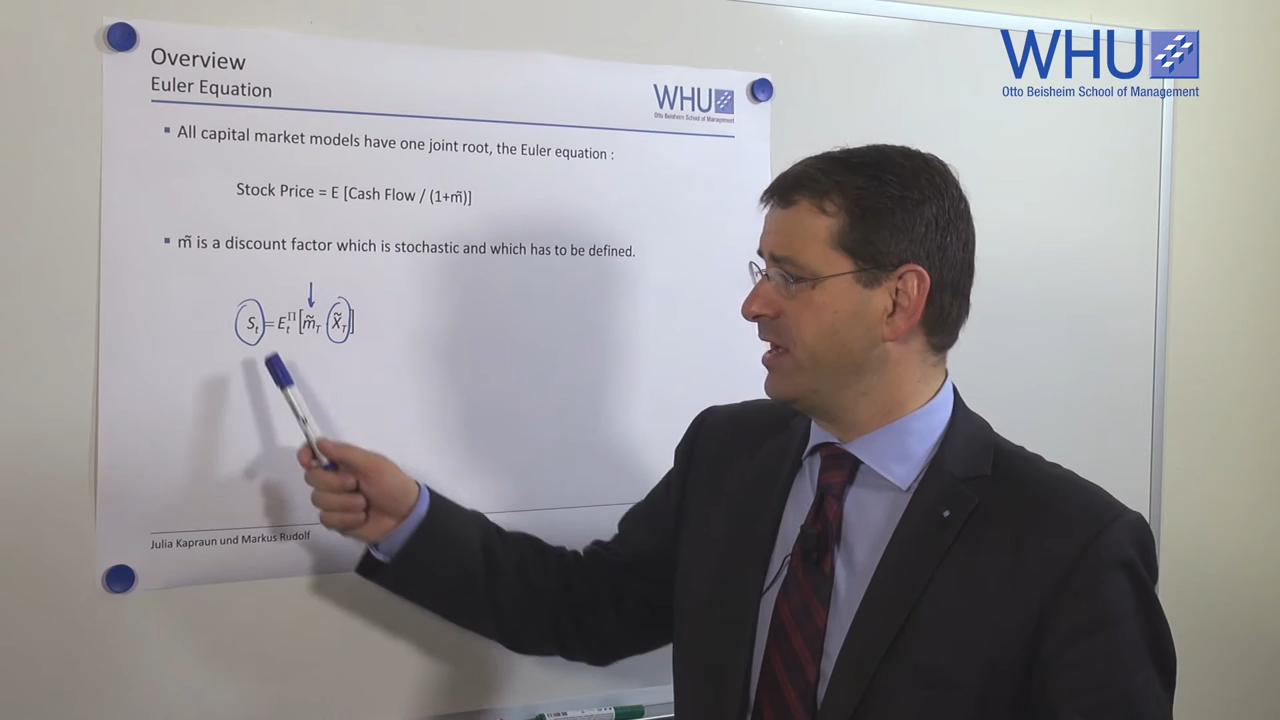 Overview
Euler Equation
WHU
Otto Beisheim School of Management
▪ All capital market models have one joint root, the Euler equation :
Stock Price = E [Cash Flow / (1+m̃)]
▪ m̃ is a discount factor which is stochastic and which has to be defined.
Sₜ = Eₜᴨ[m̃_T X̃_T]
Julia Kapraun und Markus Rudolf
WHU
Otto Beisheim School of Management